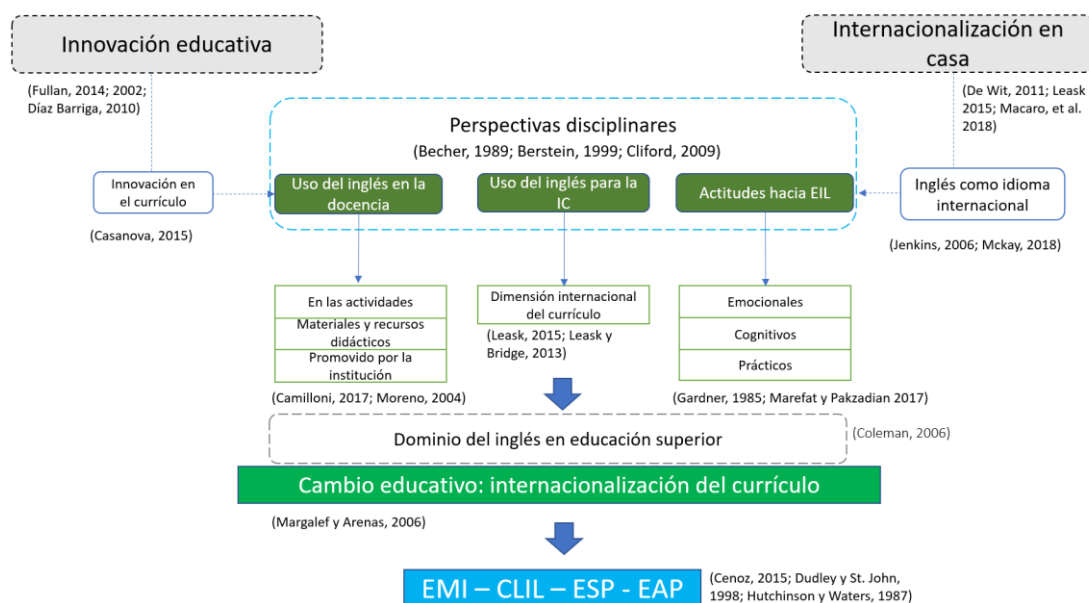 Innovación educativa
Internacionalización en
casa
(Fullan, 2014; 2002;
Díaz Barriga, 2010)
(De Wit, 2011; Leask
2015; Macaro, et al.
2018)
Perspectivas disciplinares
(Becher, 1989; Berstein, 1999; Cliford, 2009)
Innovación en
el currículo
(Casanova, 2015)
Uso del inglés en la
docencia
Uso del inglés para la
IC
Actitudes hacia EIL
Inglés como idioma
internacional
(Jenkins, 2006; Mckay, 2018)
En las actividades
Materiales y recursos
didácticos
Promovido por la
institución
(Camilloni, 2017; Moreno, 2004)
Dimensión internacional
del currículo
(Leask, 2015; Leask y
Bridge, 2013)
Emocionales
Cognitivos
Prácticos
(Gardner, 1985; Marefat y Pakzadian 2017)
Dominio del inglés en educación superior
(Coleman, 2006)
Cambio educativo: internacionalización del currículo
(Margalef y Arenas, 2006)
EMI – CLIL – ESP - EAP
(Cenoz, 2015; Dudley y St. John,
1998; Hutchinson y Waters, 1987)